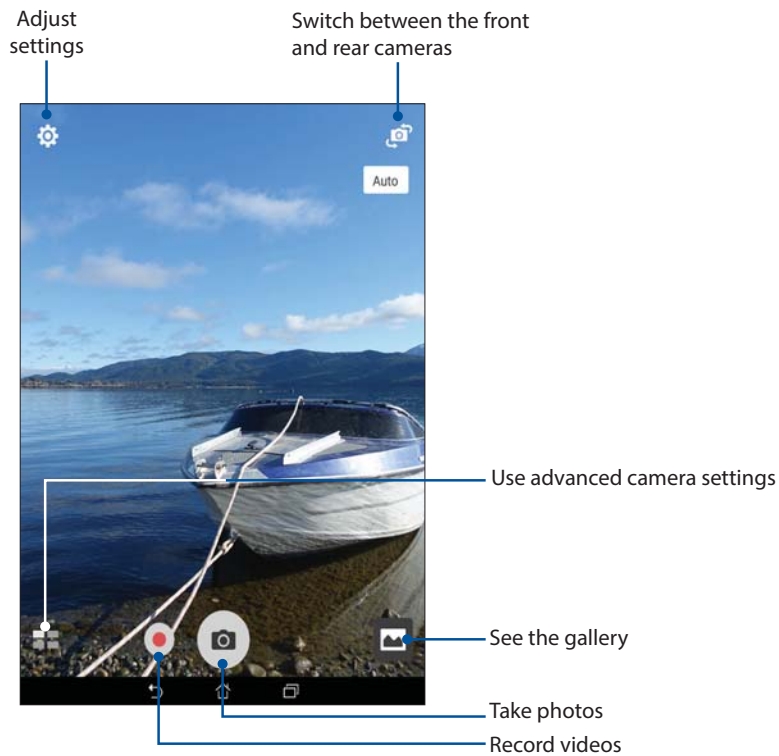 Adjust
settings
Switch between the front
and rear cameras
Auto
Use advanced camera settings
See the gallery
Take photos
Record videos